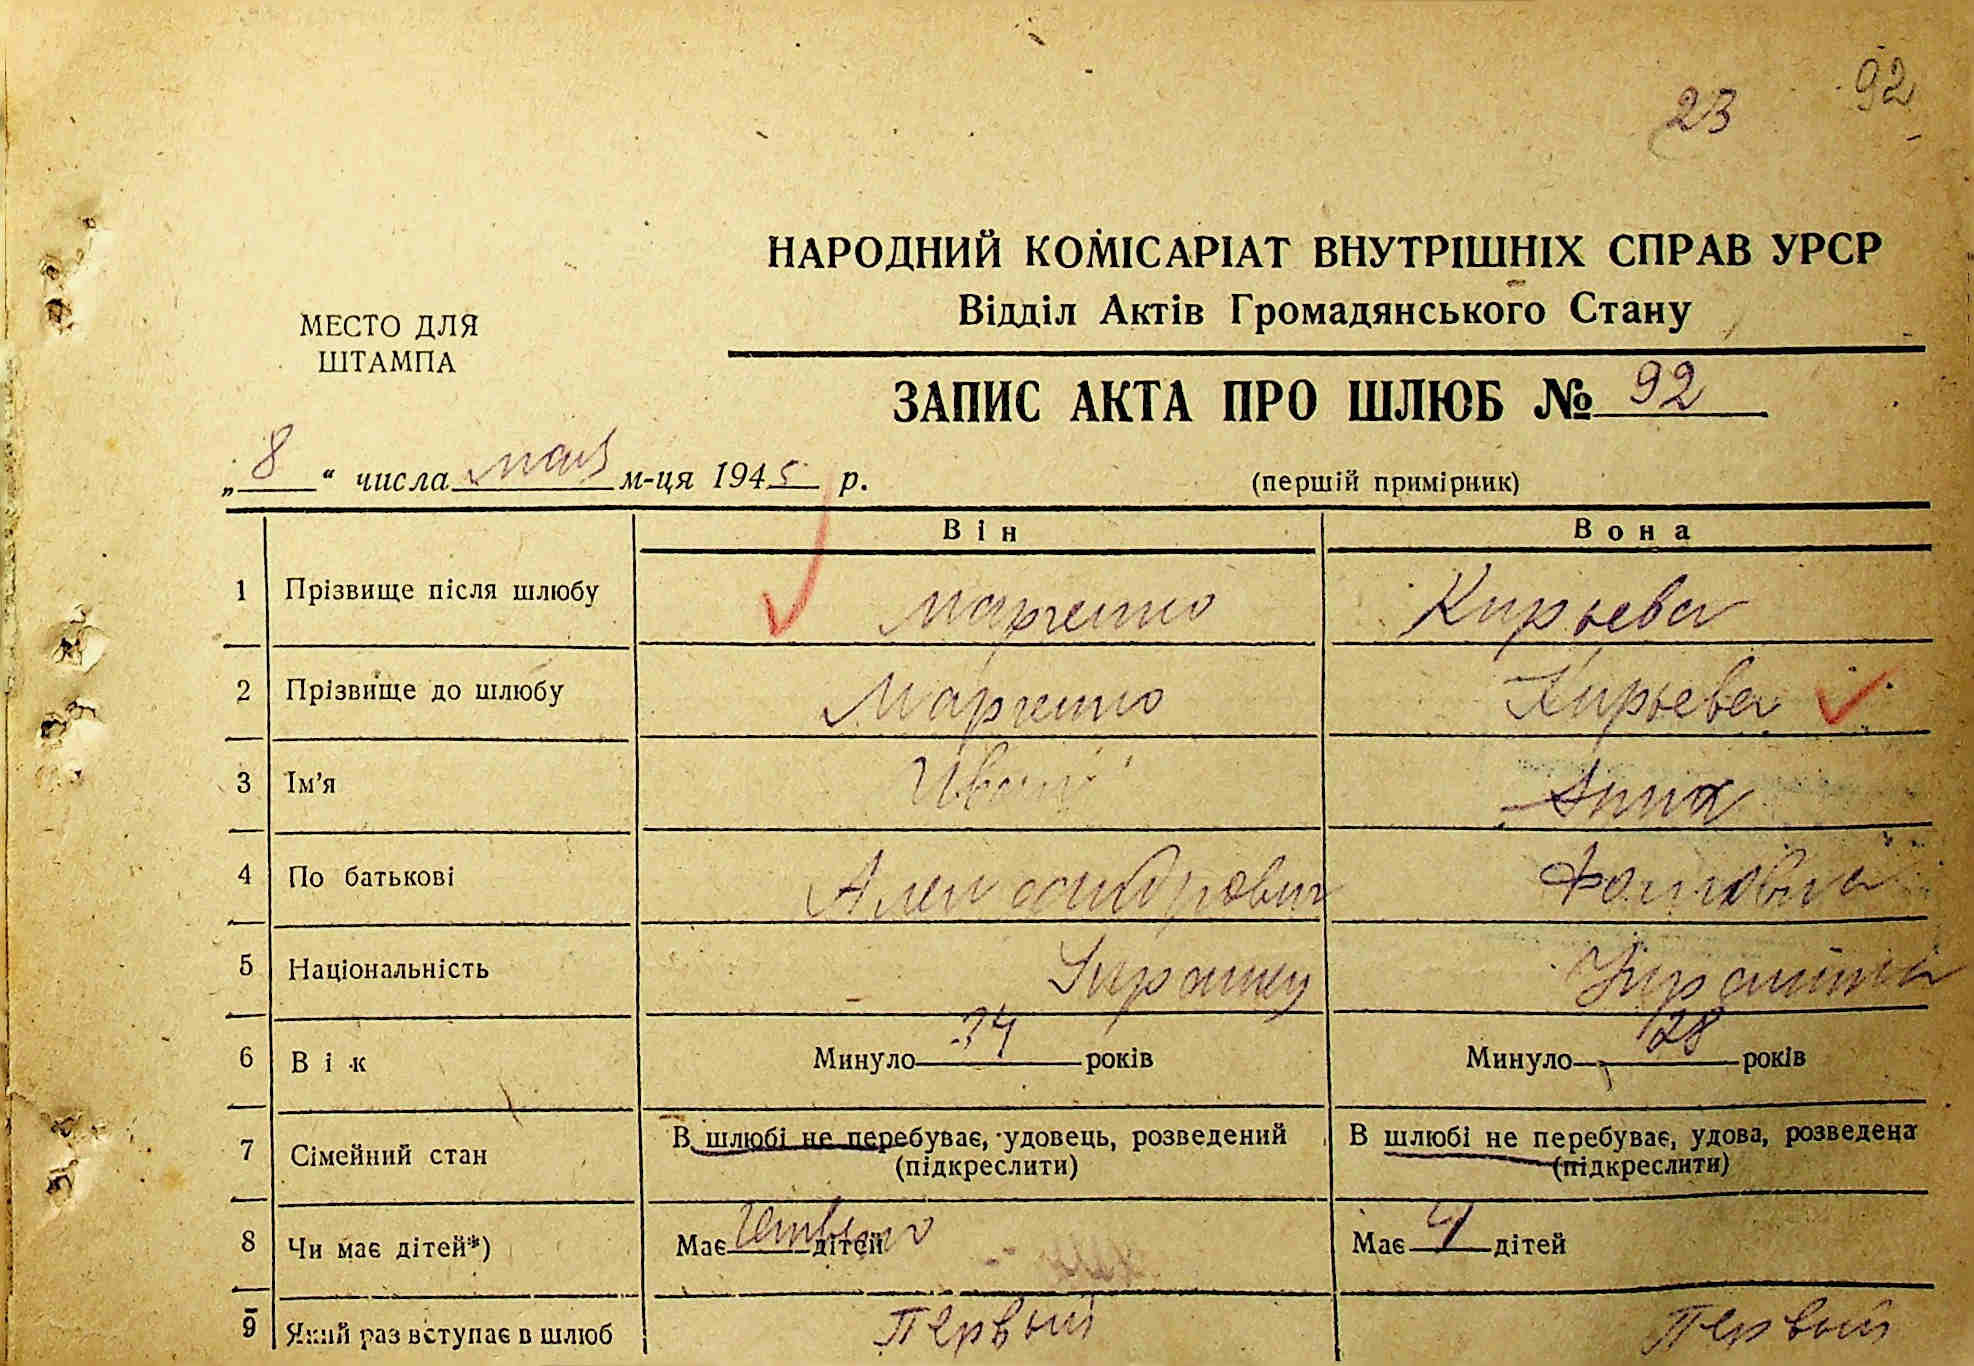 23 92
НАРОДНИЙ КОМІСАРІАТ ВНУТРІШНІХ СПРАВ УРСР
Відділ Актів Громадянського Стану
МЕСТО ДЛЯ
ШТАМПА
ЗАПИС АКТА ПРО ШЛЮБ № 92
„8“ числа мая м-ця 1945 р. (першій примірник)
Він Вона
1 Прізвище після шлюбу Марченко Кирьева
2 Прізвище до шлюбу Марченко Кирьева
3 Ім'я Иван Анна
4 По батькові Александрович Фомовна
5 Національність Украинец Украинка
6 Вік Минуло 34 років Минуло 28 років
7 Сімейний стан В шлюбі не перебуває, удовець, розведений В шлюбі не перебуває, удова, розведена
(підкреслити) (підкреслити)
8 Чи має дітей*) Має четверо дітей Має 4 дітей
9 Який раз вступає в шлюб Первый Первый